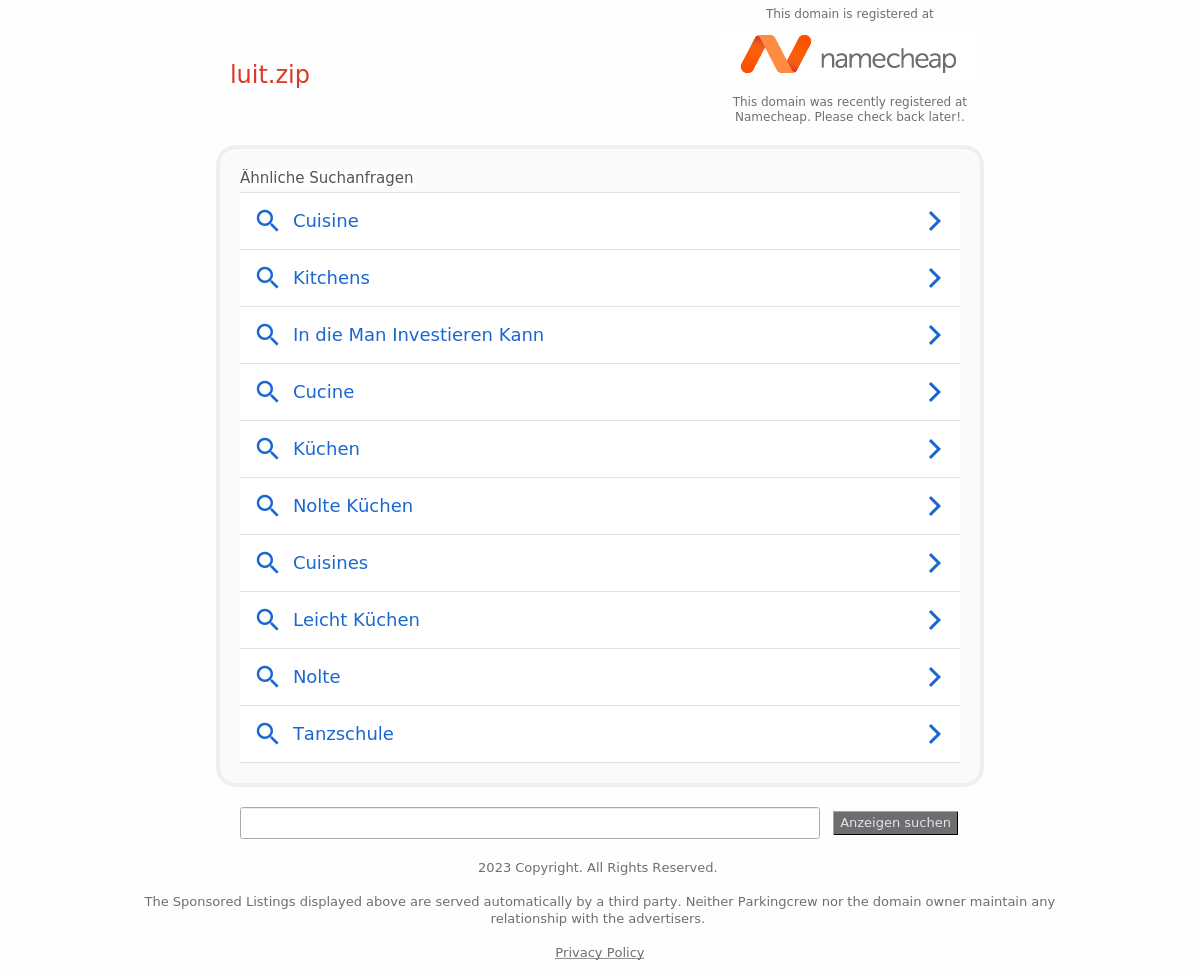 This domain is registered at
namecheap
luit.zip
This domain was recently registered at
Namecheap. Please check back later!.
Ähnliche Suchanfragen
Cuisine
Kitchens
In die Man Investieren Kann
Cucine
Küchen
Nolte Küchen
Cuisines
Leicht Küchen
Nolte
Tanzschule
Anzeigen suchen
2023 Copyright. All Rights Reserved.
The Sponsored Listings displayed above are served automatically by a third party. Neither Parkingcrew nor the domain owner maintain any
relationship with the advertisers.
Privacy Policy